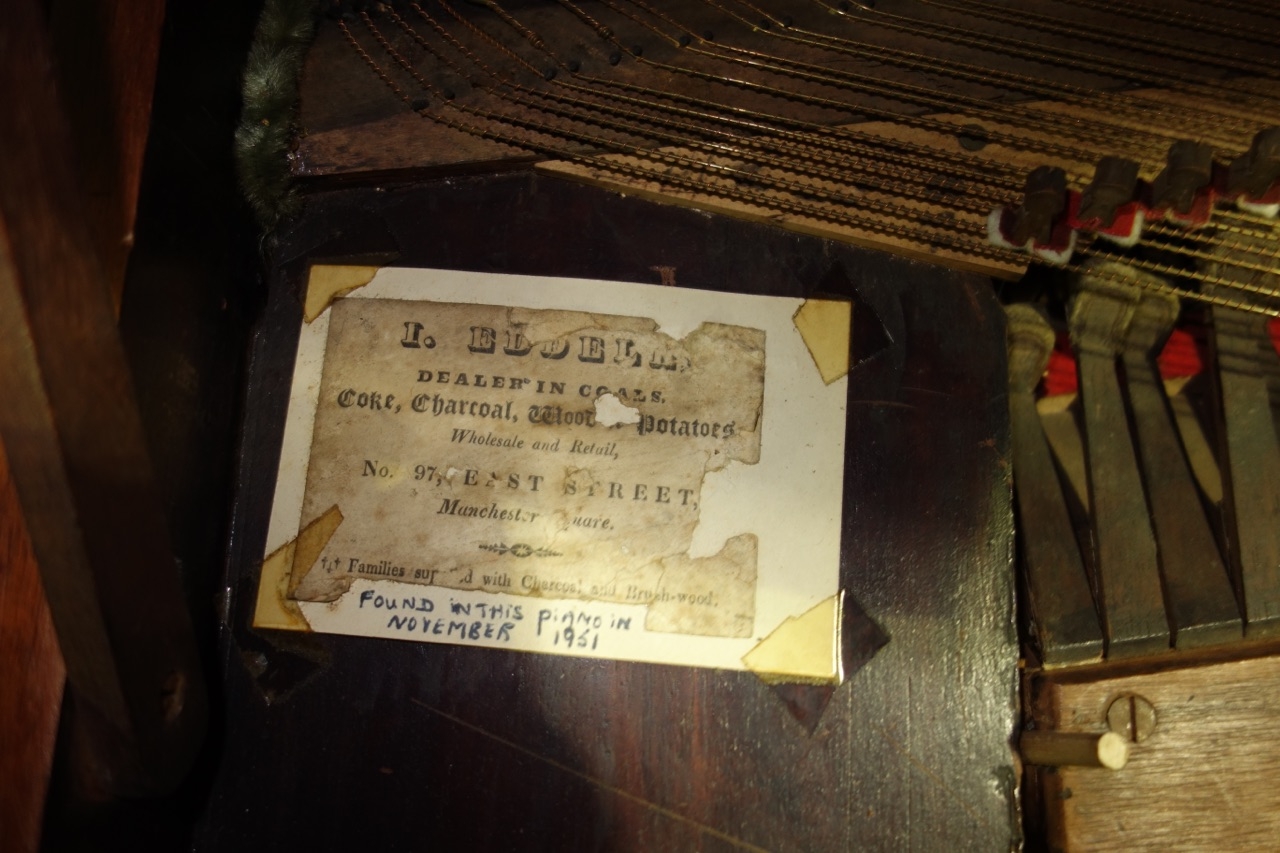 I.
DEALER IN COALS,
Coke, Charcoal, Potatoes
Wholesale and Retail,
No. 97, EAST STREET,
Manchester
Families with Charcoal and Brush-wood.
FOUND IN THIS PIANO IN
NOVEMBER 1951